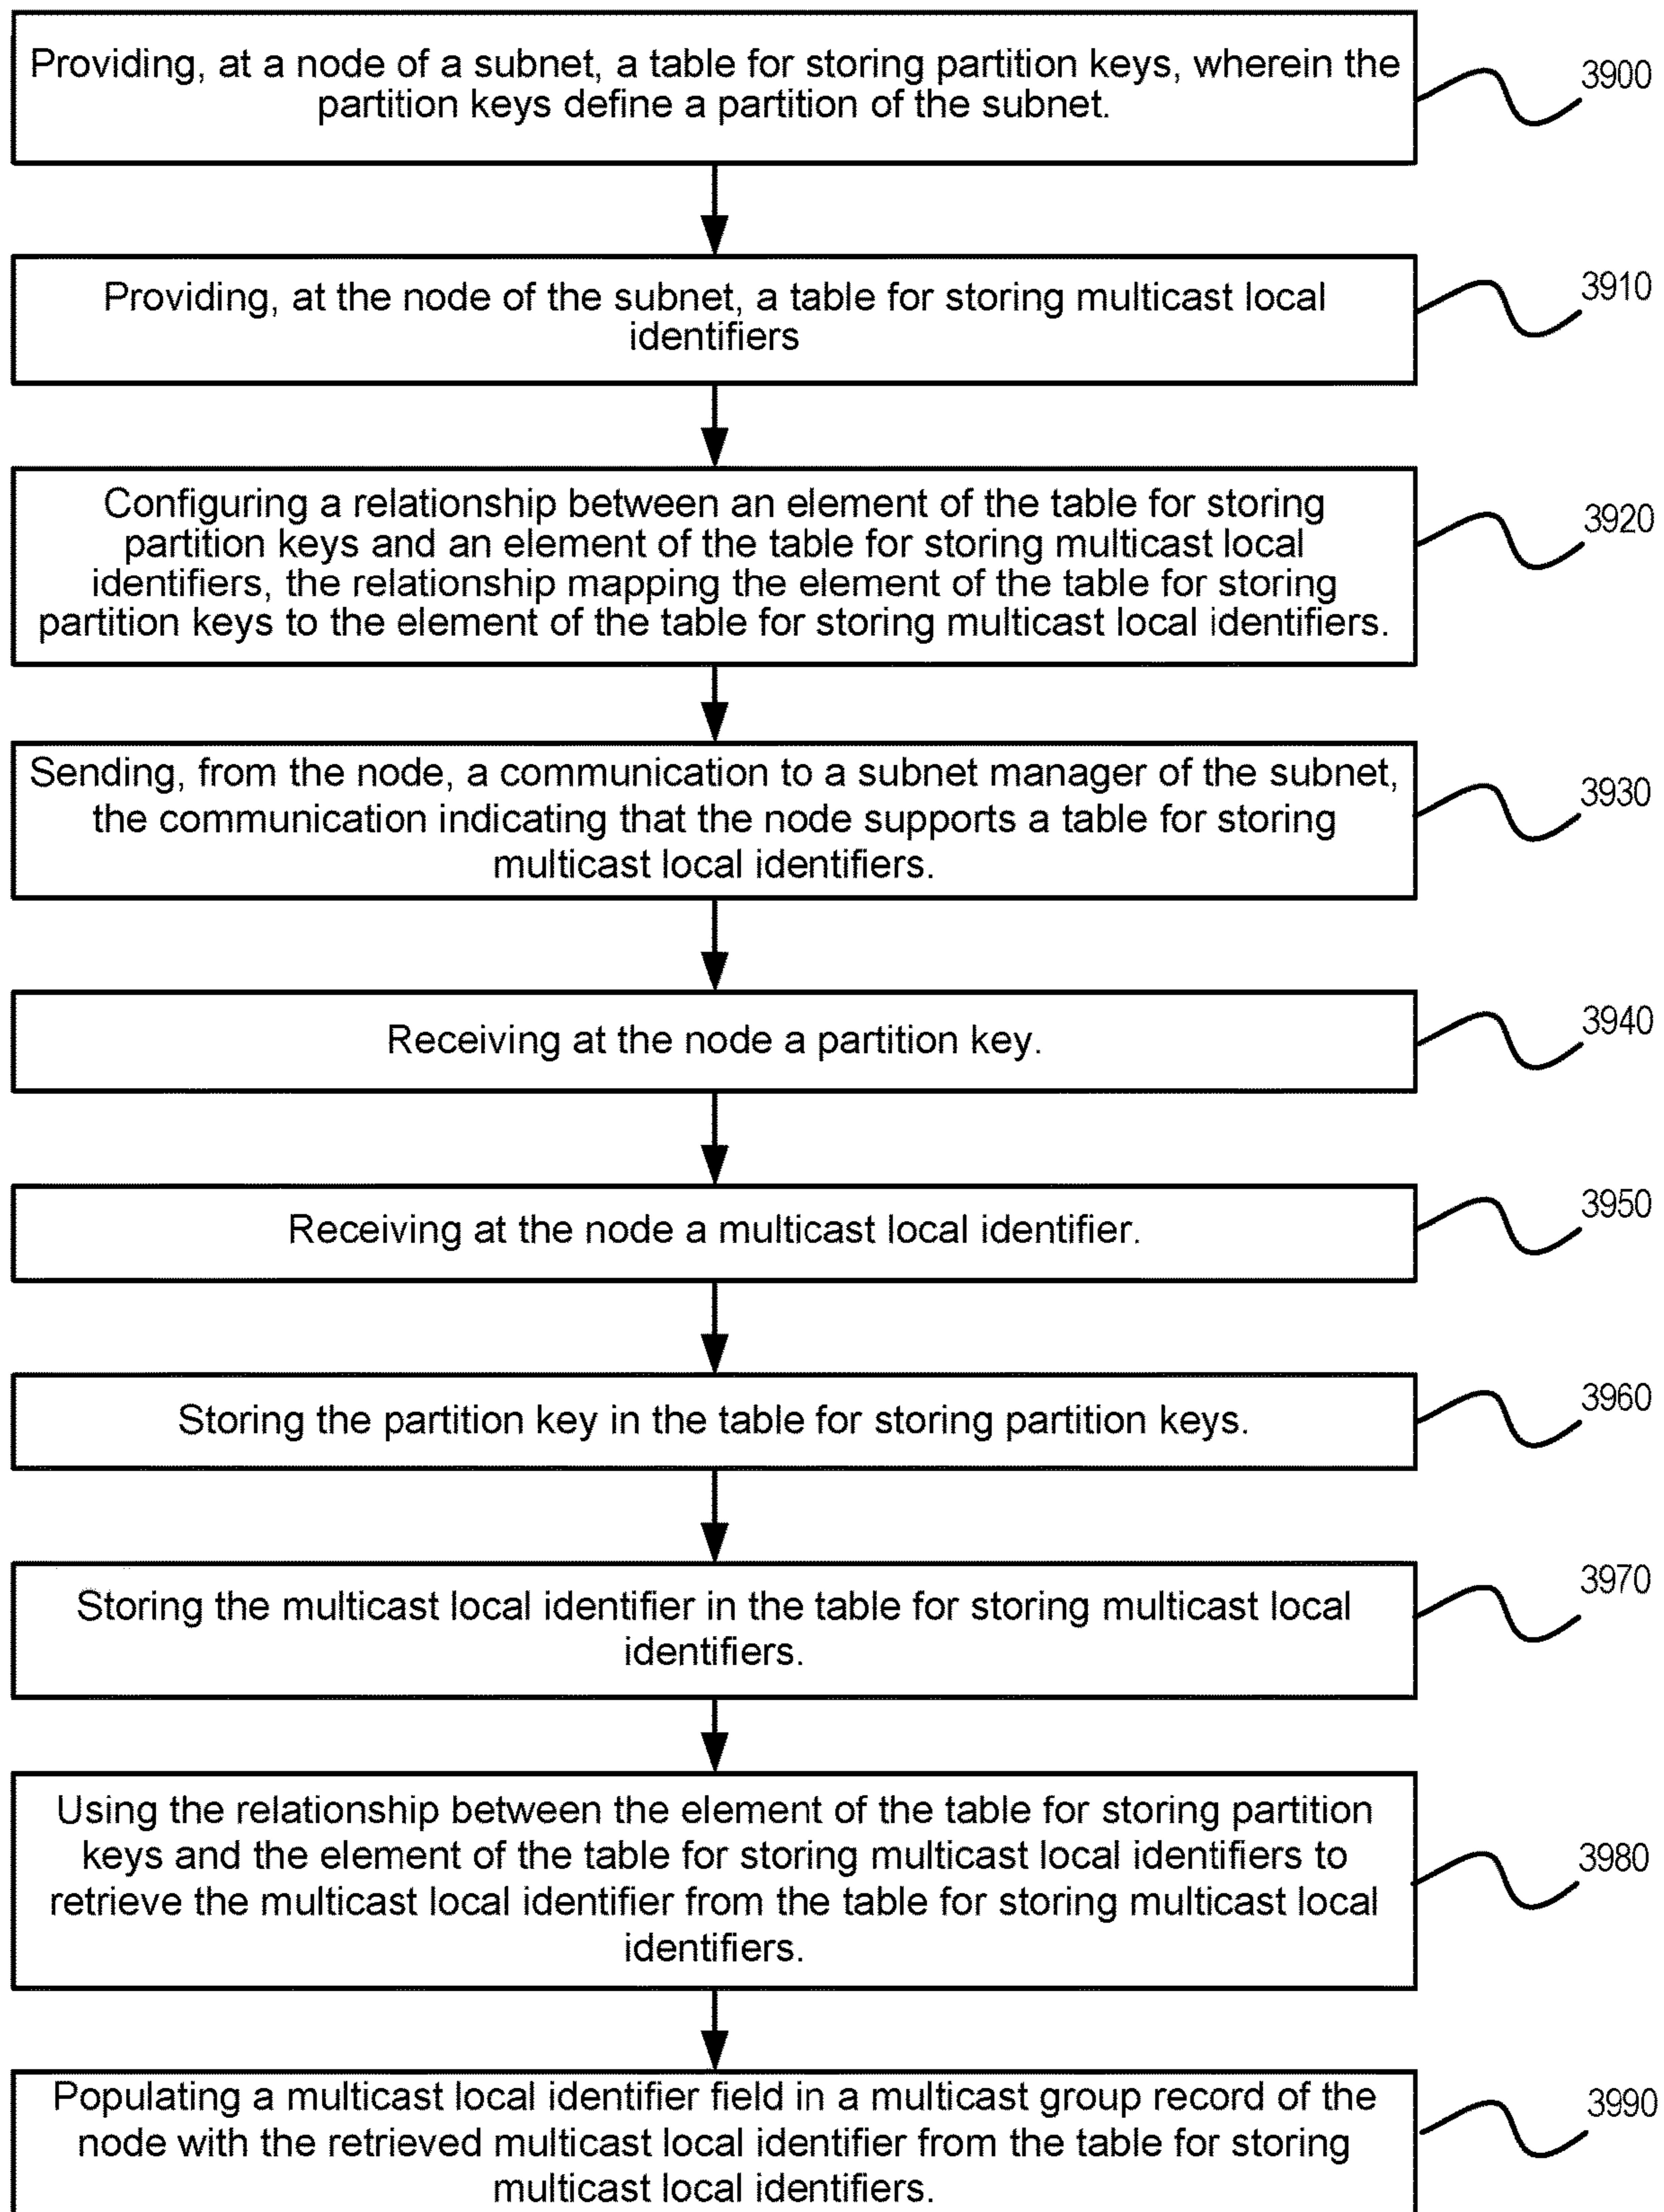 Providing, at a node of a subnet, a table for storing partition keys, wherein the
partition keys define a partition of the subnet.
3900
Providing, at the node of the subnet, a table for storing multicast local
identifiers
3910
Configuring a relationship between an element of the table for storing
partition keys and an element of the table for storing multicast local
identifiers, the relationship mapping the element of the table for storing
partition keys to the element of the table for storing multicast local identifiers.
3920
Sending, from the node, a communication to a subnet manager of the subnet,
the communication indicating that the node supports a table for storing
multicast local identifiers.
3930
Receiving at the node a partition key.
3940
Receiving at the node a multicast local identifier.
3950
Storing the partition key in the table for storing partition keys.
3960
Storing the multicast local identifier in the table for storing multicast local
identifiers.
3970
Using the relationship between the element of the table for storing partition
keys and the element of the table for storing multicast local identifiers to
retrieve the multicast local identifier from the table for storing multicast local
identifiers.
3980
Populating a multicast local identifier field in a multicast group record of the
node with the retrieved multicast local identifier from the table for storing
multicast local identifiers.
3990